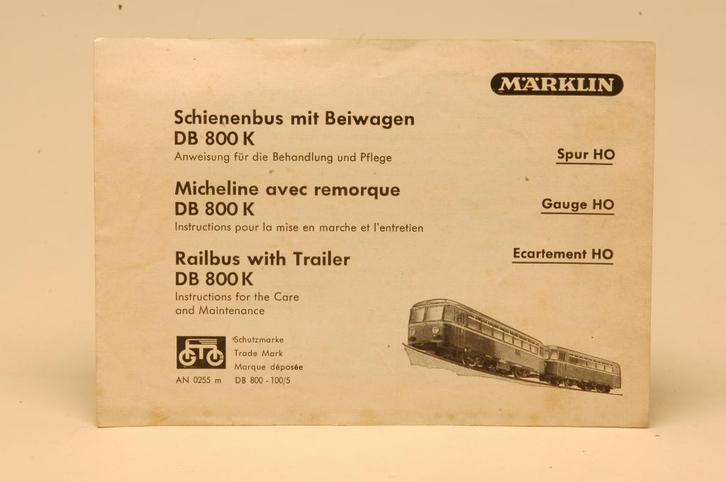 MÄRKLIN
Schienenbus mit Beiwagen
DB 800 K
Anweisung für die Behandlung und Pflege
Spur HO
Micheline avec remorque
DB 800 K
Instructions pour la mise en marche et l'entretien
Gauge HO
Railbus with Trailer
DB 800 K
Instructions for the Care
and Maintenance
Ecartement HO
Schutzmarke
Trade Mark
Marque déposée
AN 0255 m DB 800 - 100/5